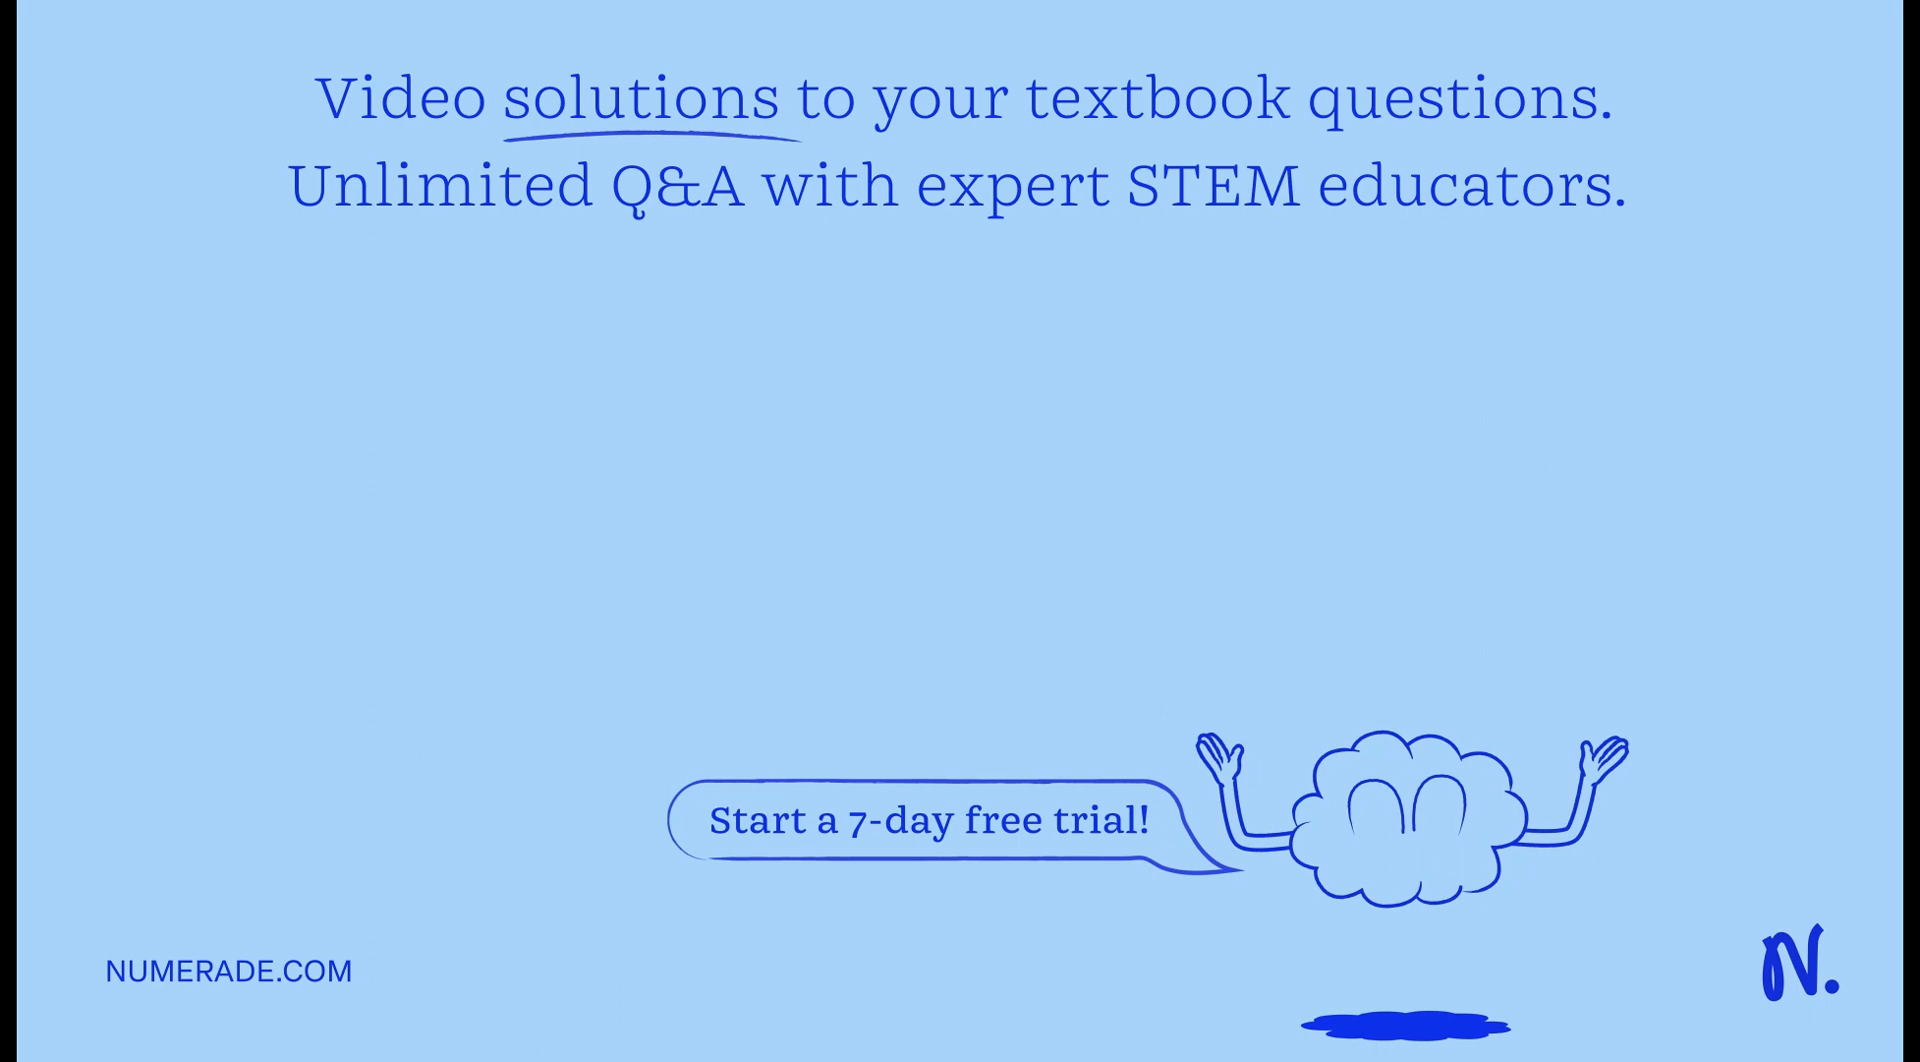 Video solutions to your textbook questions.
Unlimited Q&A with expert STEM educators.
Start a 7-day free trial!
NUMERADE.COM
N.